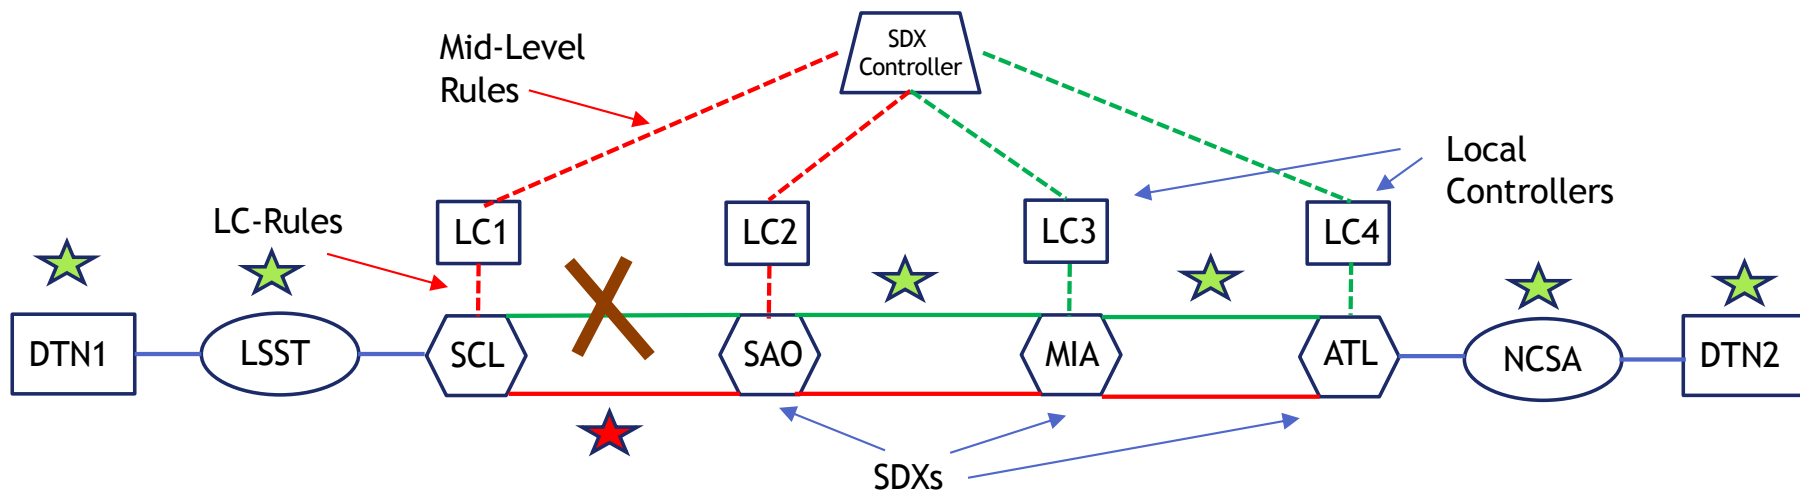 SDX
Controller
Mid-Level
Rules
Local
Controllers
LC-Rules
LC1
LC2
LC3
LC4
DTN1
LSST
SCL
SAO
MIA
ATL
NCSA
DTN2
SDXs